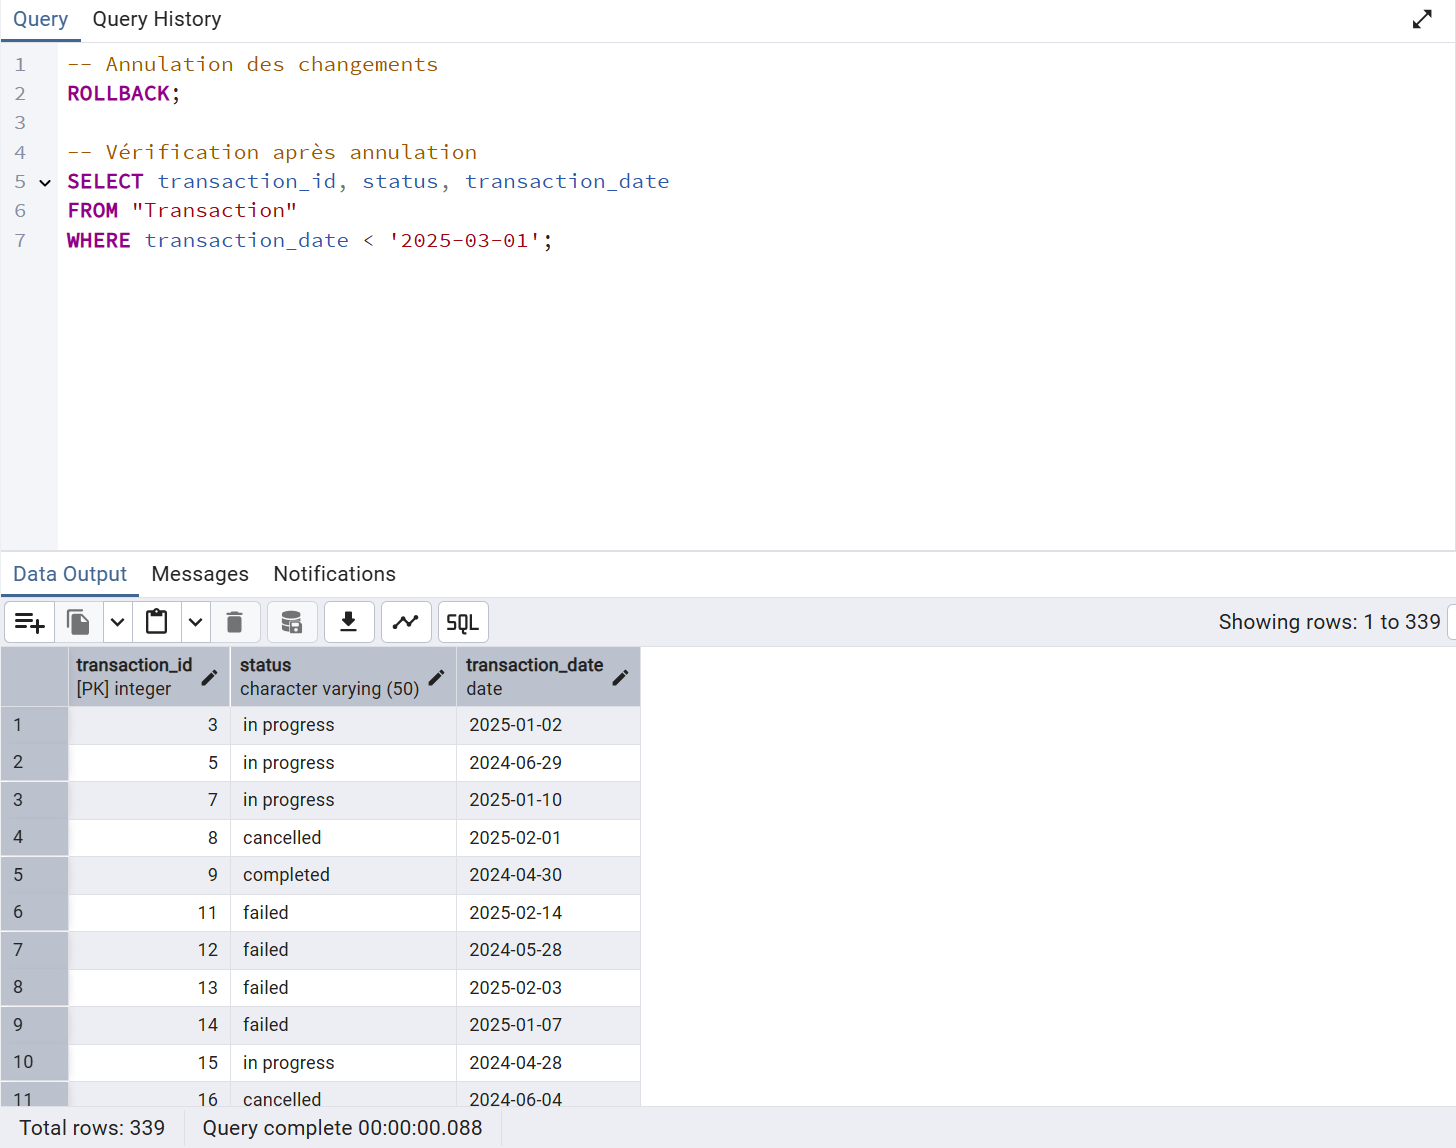 Query Query History
1 -- Annulation des changements
2 ROLLBACK;
3
4 -- Vérification après annulation
5 SELECT transaction_id, status, transaction_date
6 FROM "Transaction"
7 WHERE transaction_date < '2025-03-01';
Data Output Messages Notifications
SQL Showing rows: 1 to 339
transaction_id status transaction_date
[PK] integer character varying (50) date
1 3 in progress 2025-01-02
2 5 in progress 2024-06-29
3 7 in progress 2025-01-10
4 8 cancelled 2025-02-01
5 9 completed 2024-04-30
6 11 failed 2025-02-14
7 12 failed 2024-05-28
8 13 failed 2025-02-03
9 14 failed 2025-01-07
10 15 in progress 2024-04-28
11 16 cancelled 2024-06-04
Total rows: 339 Query complete 00:00:00.088